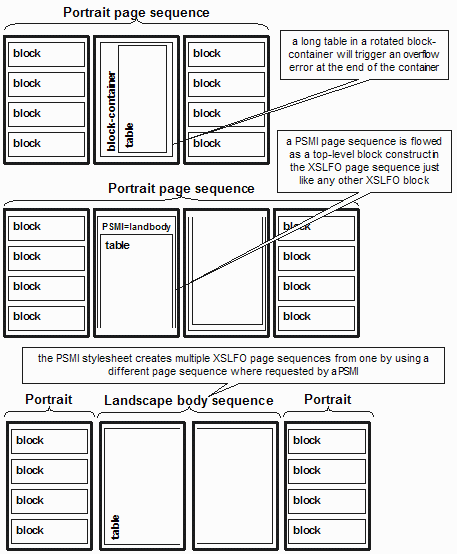 Portrait page sequence
block
block
block
block
block-container
table
block
block
block
block
a long table in a rotated block-
container will trigger an overflow
error at the end of the container
a PSMI page sequence is flowed
as a top-level block constructin
the XSLFO page sequence just
like any other XSLFO block
Portrait page sequence
block
block
block
block
PSMI=landbody
table
block
block
block
block
the PSMI stylesheet creates multiple XSLFO page sequences from one by using a
different page sequence where requested by aPSMI
Portrait
Landscape body sequence
Portrait
block
block
block
block
table
block
block
block
block